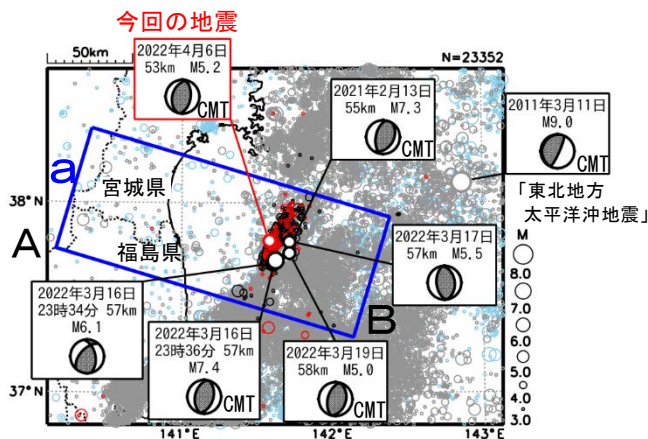 今回の地震
50km
N=23352
2022年4月6日
53km M5.2
CMT
2021年2月13日
55km M7.3
CMT
2011年3月11日
M9.0
CMT
「東北地方
太平洋沖地震」
a
宮城県
38°N
A
福島県
2022年3月17日
57km M5.5
M
8.0
7.0
6.0
5.0
4.0
3.0
B
2022年3月16日
23時34分 57km
M6.1
2022年3月16日
23時36分 57km
M7.4
CMT
2022年3月19日
58km M5.0
CMT
37°N
141°E
142°E
143°E